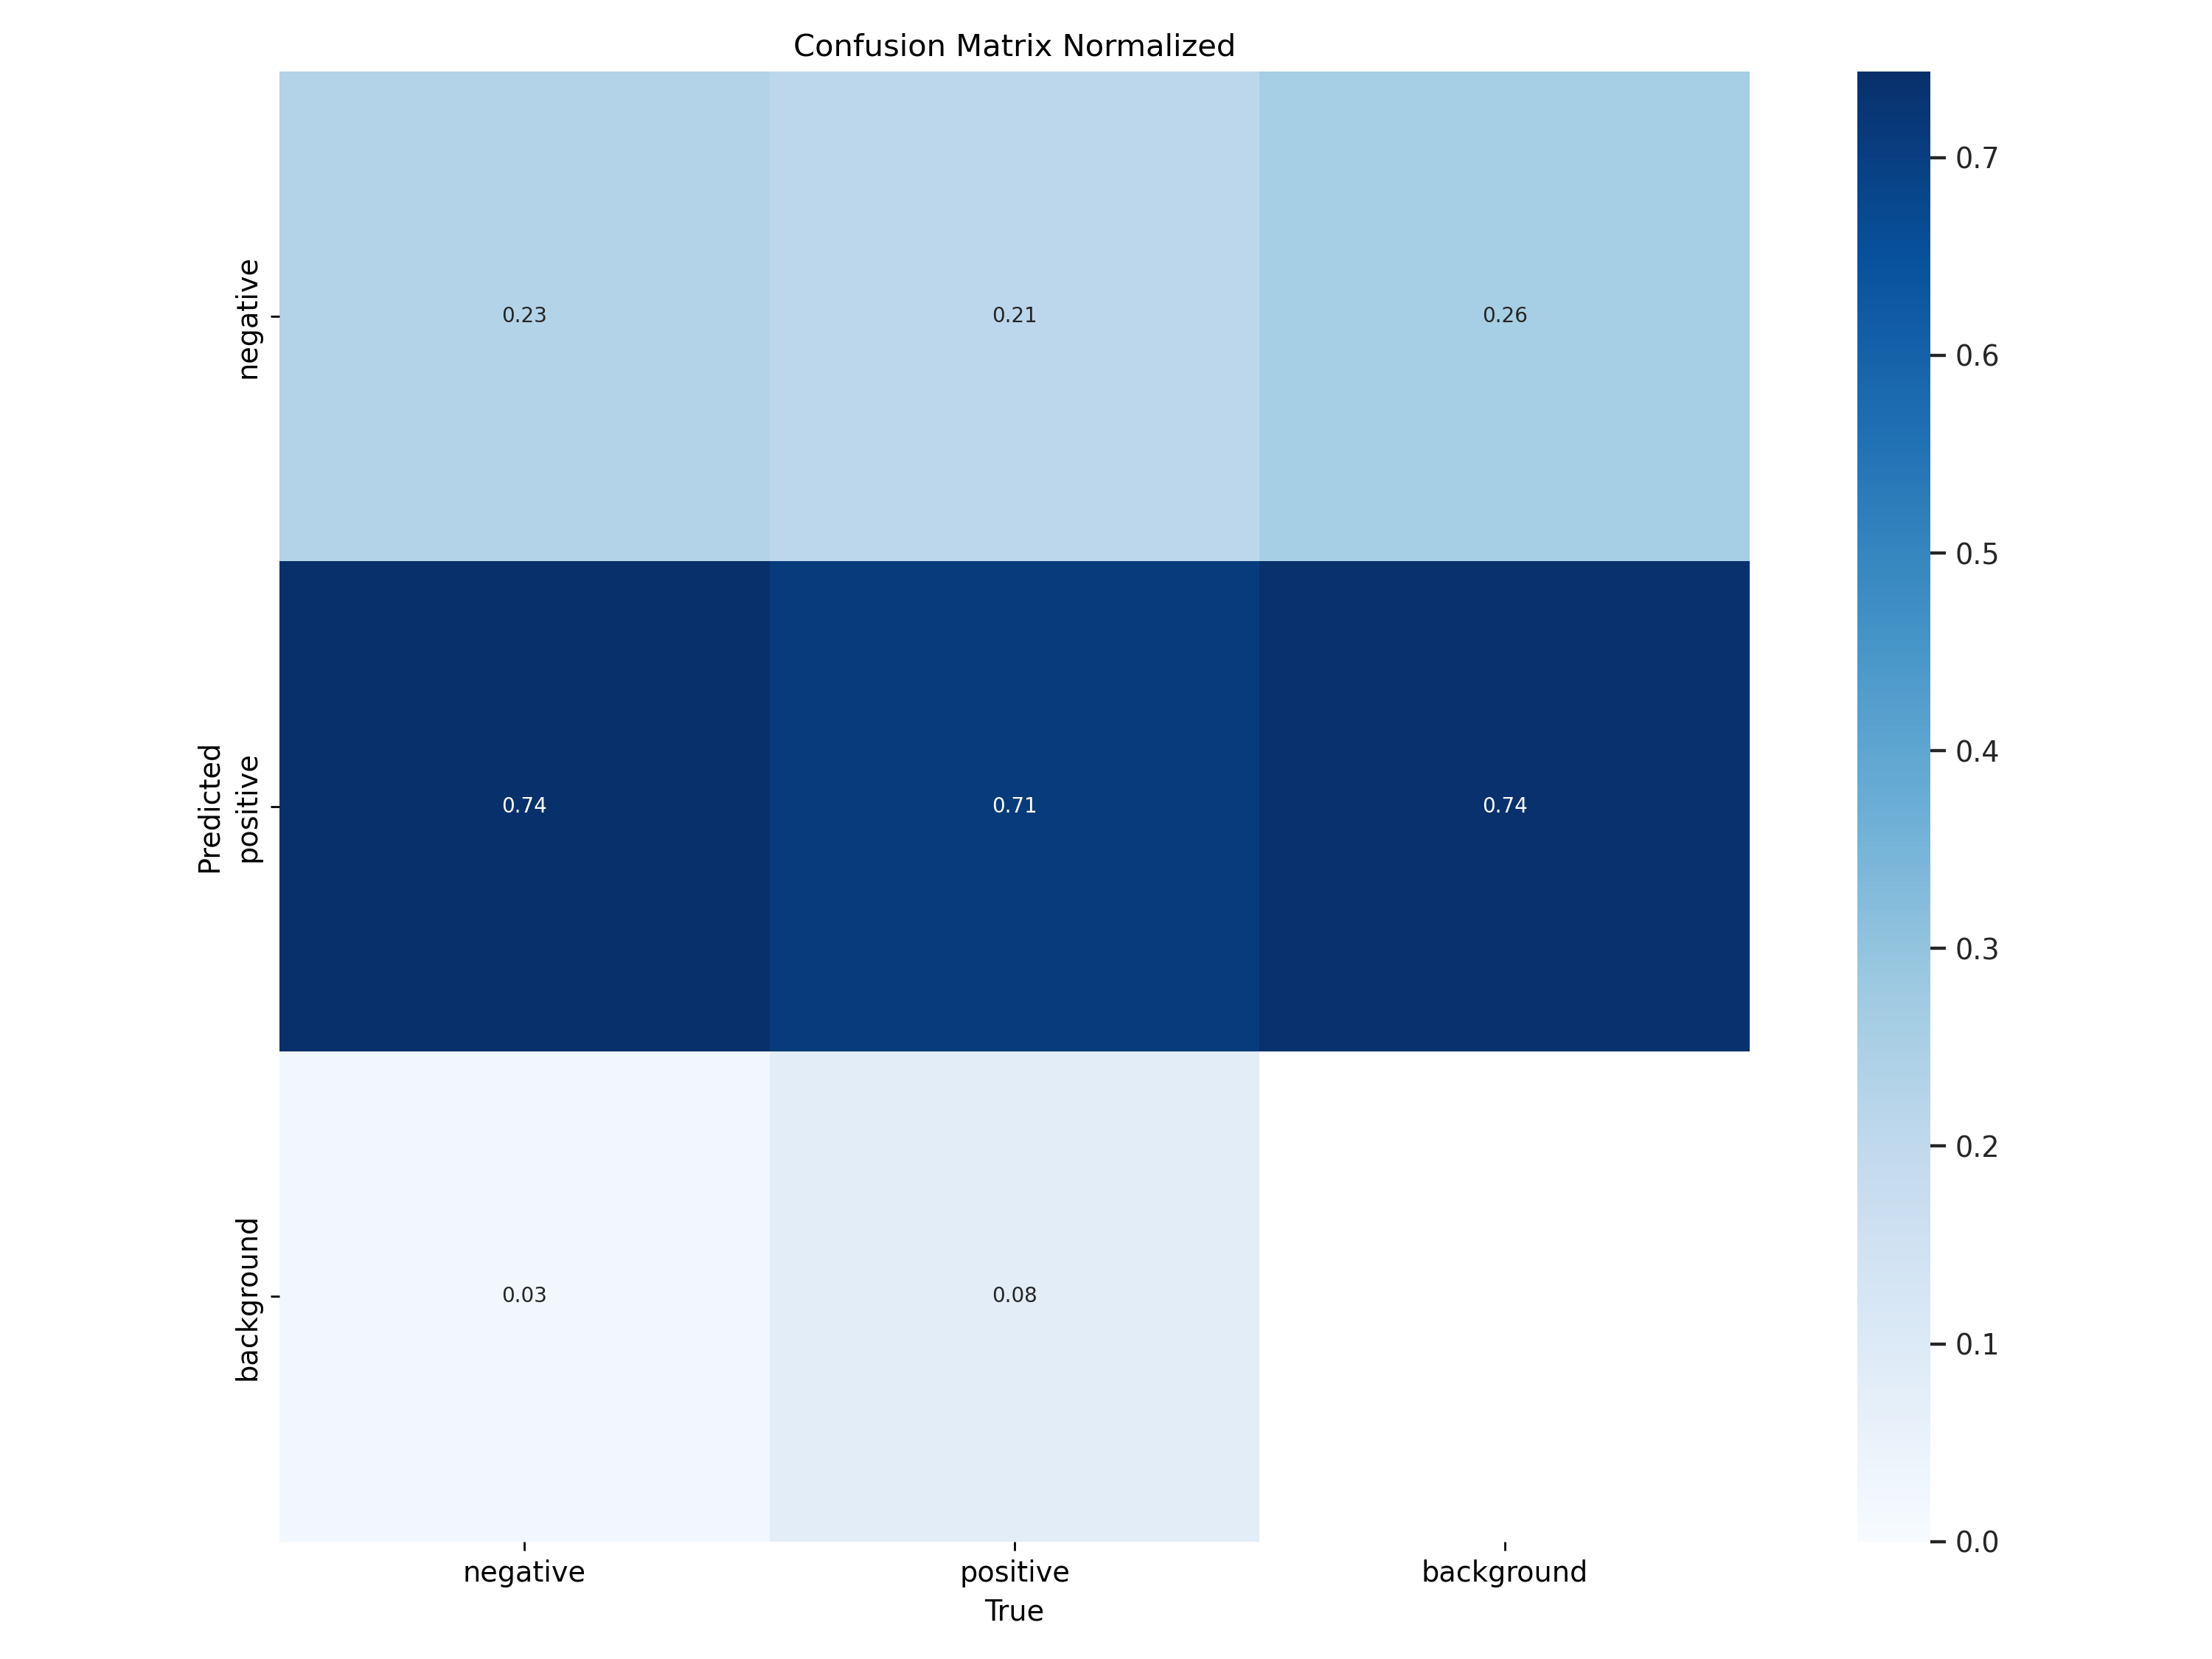 Confusion Matrix Normalized
negative
0.23
0.21
0.26
Predicted
positive
0.74
0.71
0.74
background
0.03
0.08
negative
positive
background
True
0.7
0.6
0.5
0.4
0.3
0.2
0.1
0.0